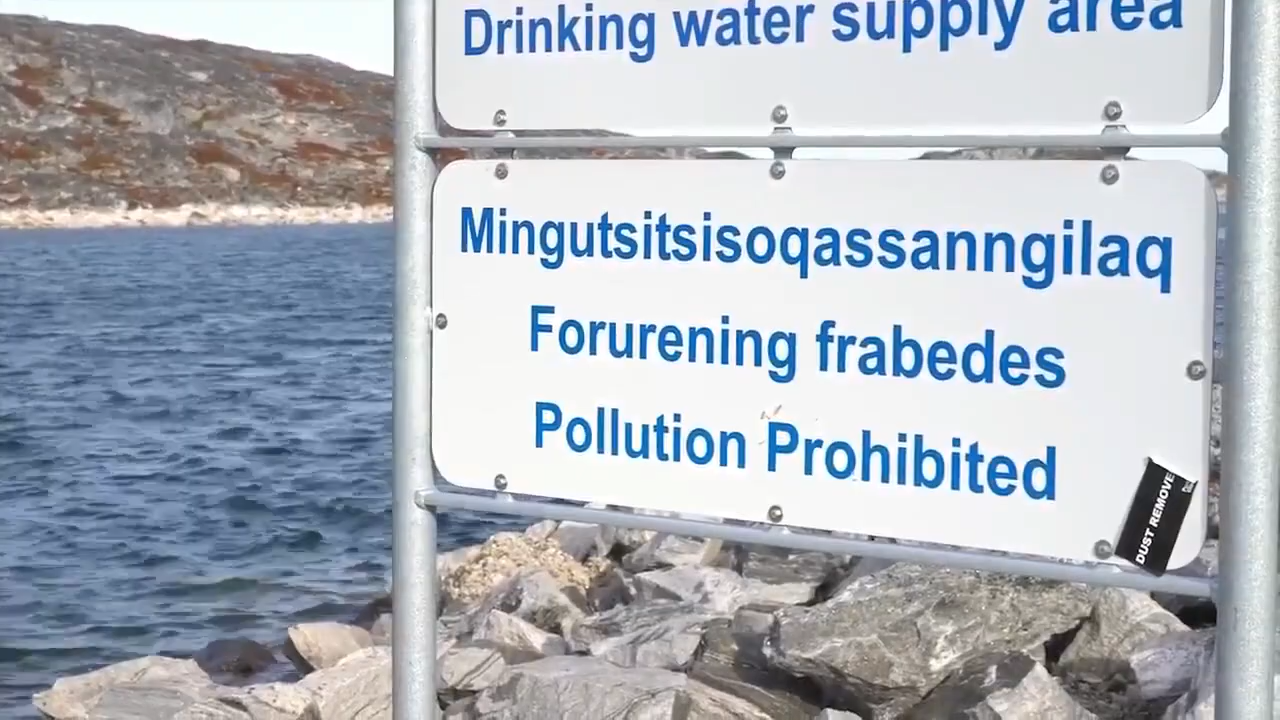 Drinking water supply area
Mingutsitsisoqassanngilaq
Forurening frabedes
Pollution Prohibited
DUST REMOVE